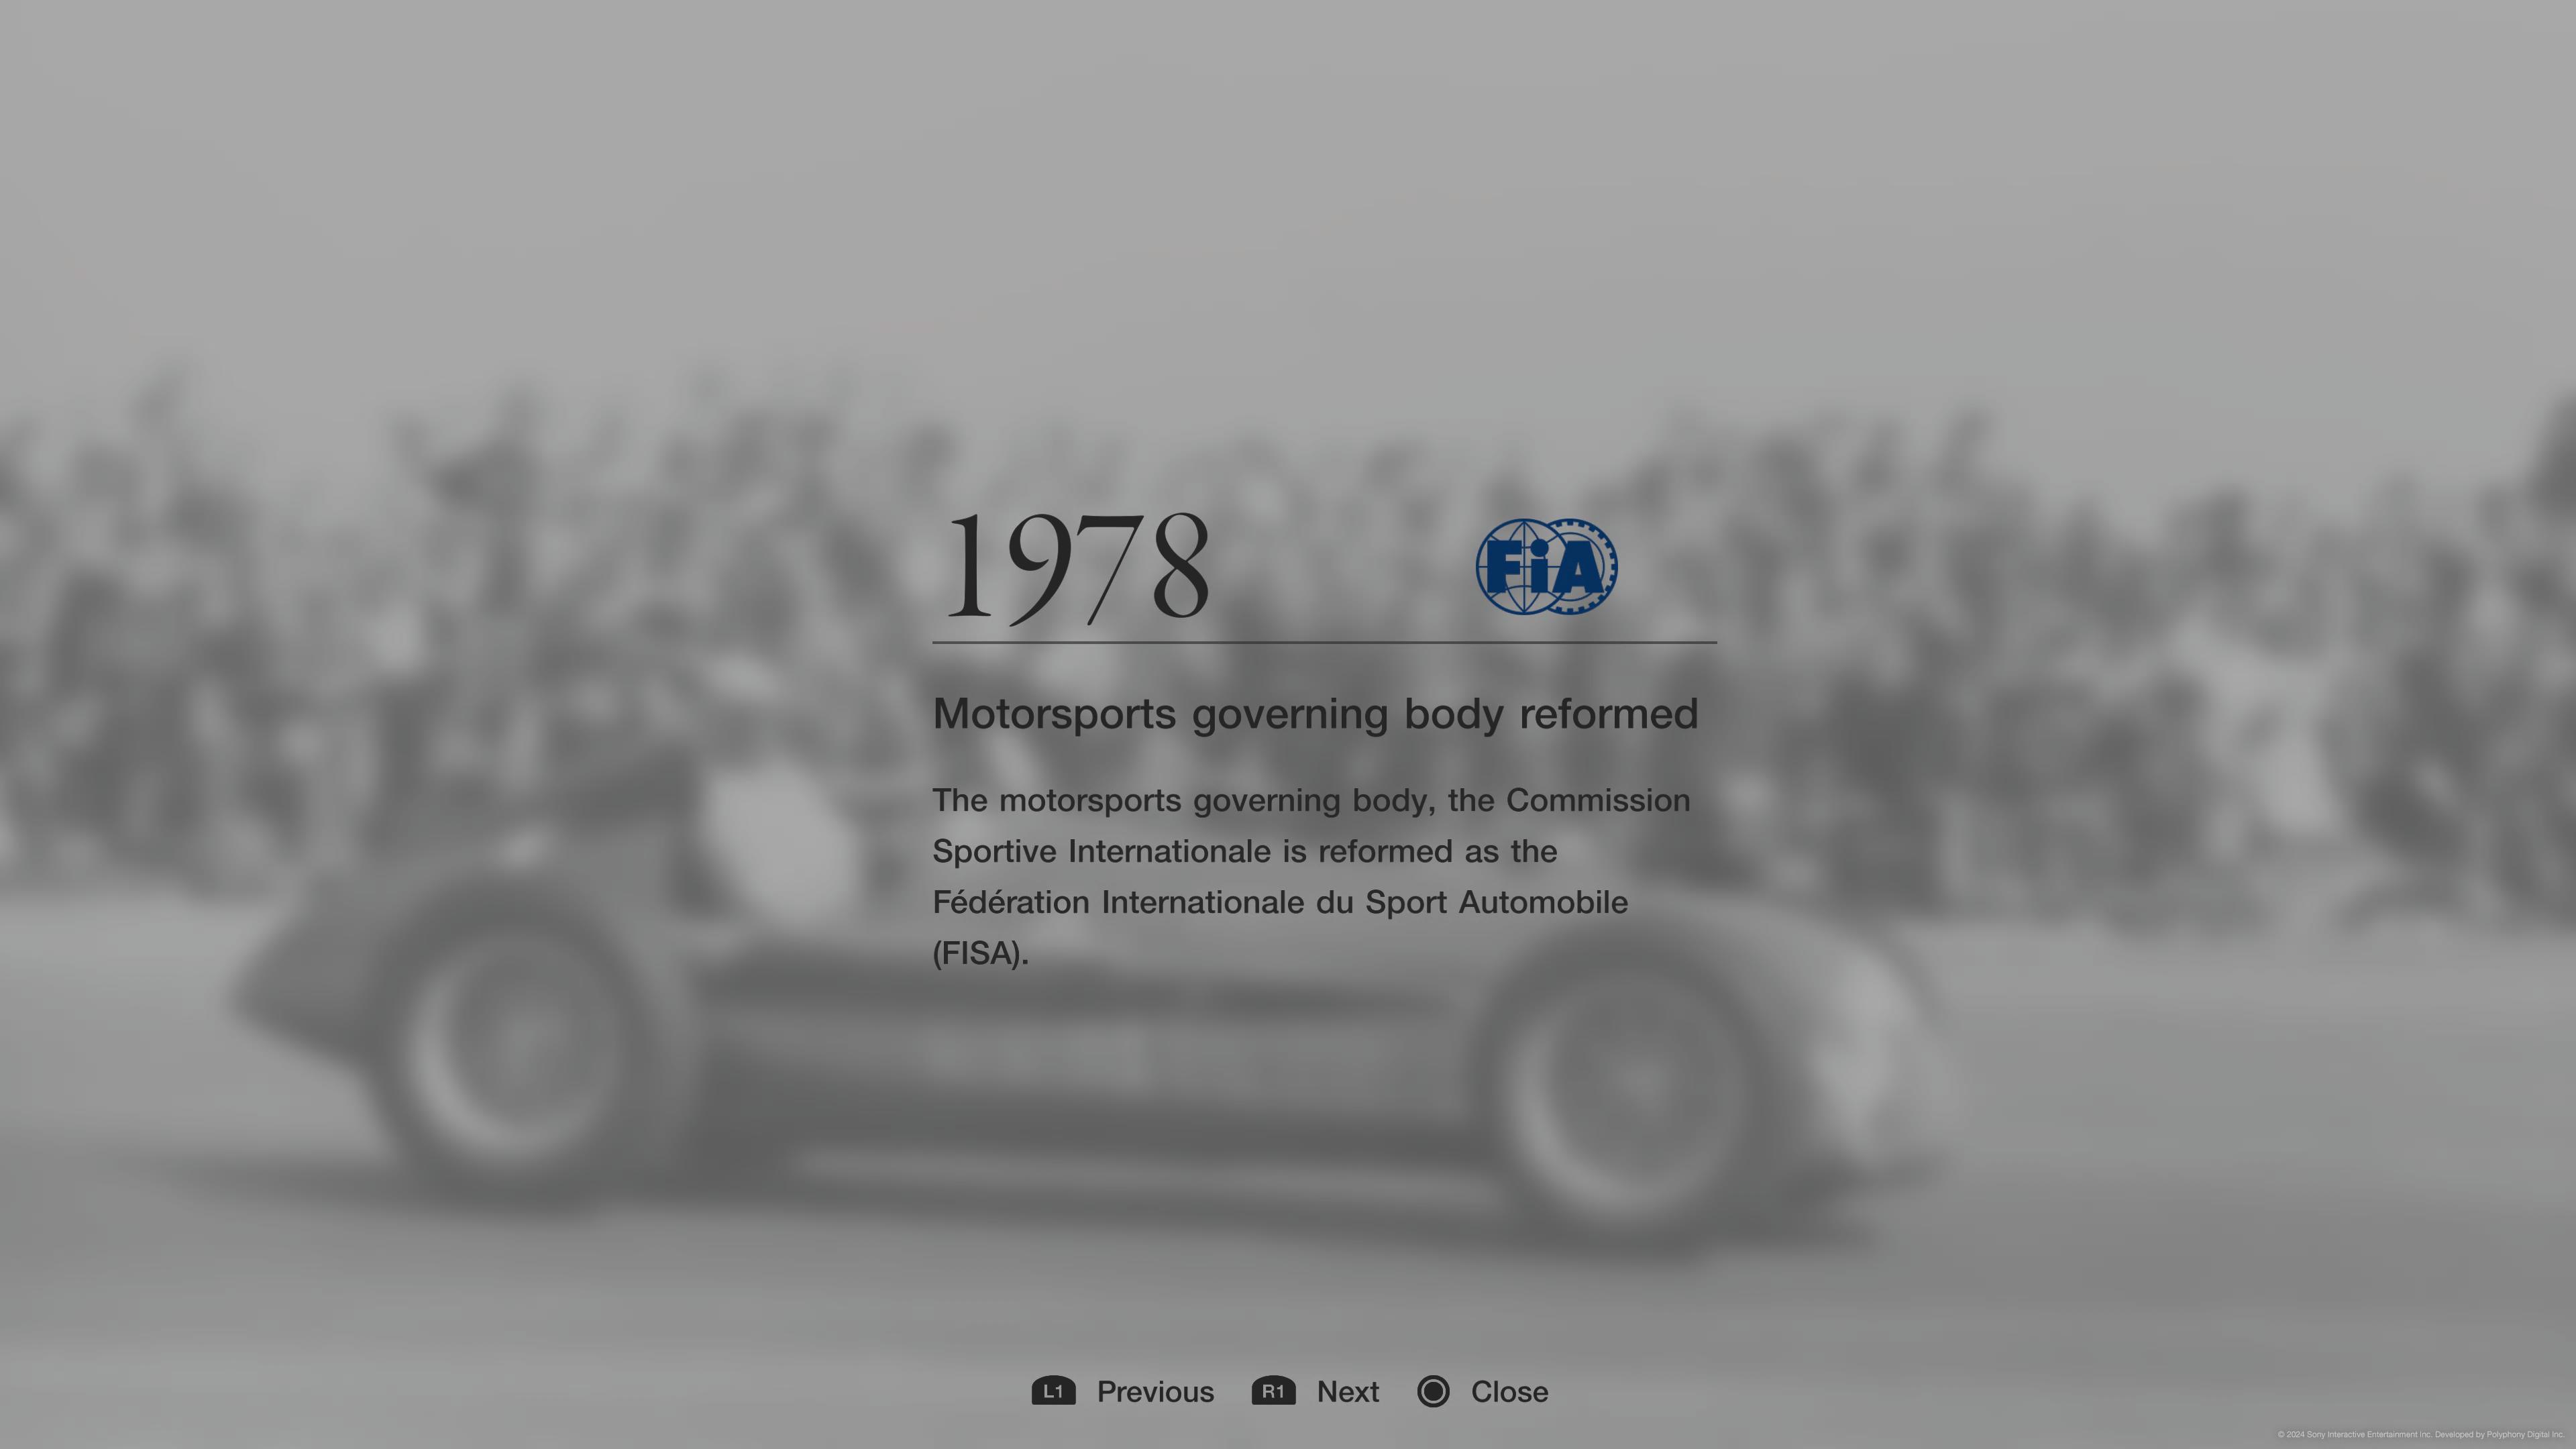 1978
FiA
Motorsports governing body reformed
The motorsports governing body, the Commission
Sportive Internationale is reformed as the
Fédération Internationale du Sport Automobile
(FISA).
L1 Previous R1 Next Close
© 2024 Sony Interactive Entertainment Inc. Developed by Polyphony Digital Inc.